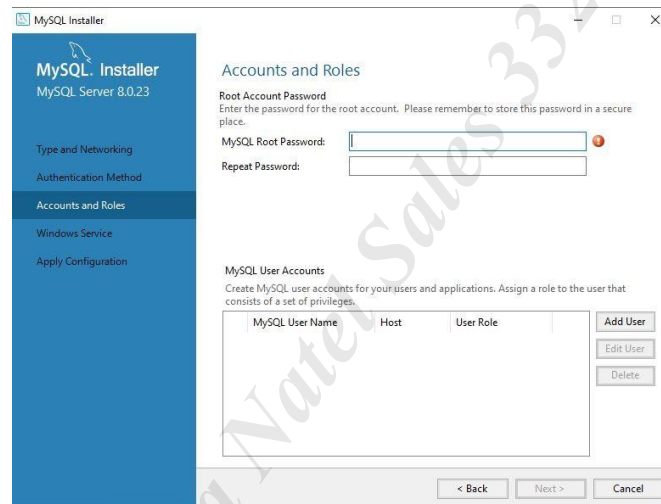 MySQL Installer
MySQL. Installer
MySQL Server 8.0.23
Type and Networking
Authentication Method
Accounts and Roles
Windows Service
Apply Configuration
Accounts and Roles
Root Account Password
Enter the password for the root account. Please remember to store this password in a secure
place.
MySQL Root Password:
Repeat Password:
MySQL User Accounts
Create MySQL user accounts for your users and applications. Assign a role to the user that
consists of a set of privileges.
MySQL User Name Host User Role
Add User
Edit User
Delete
< Back Next > Cancel
Natel Sales 332